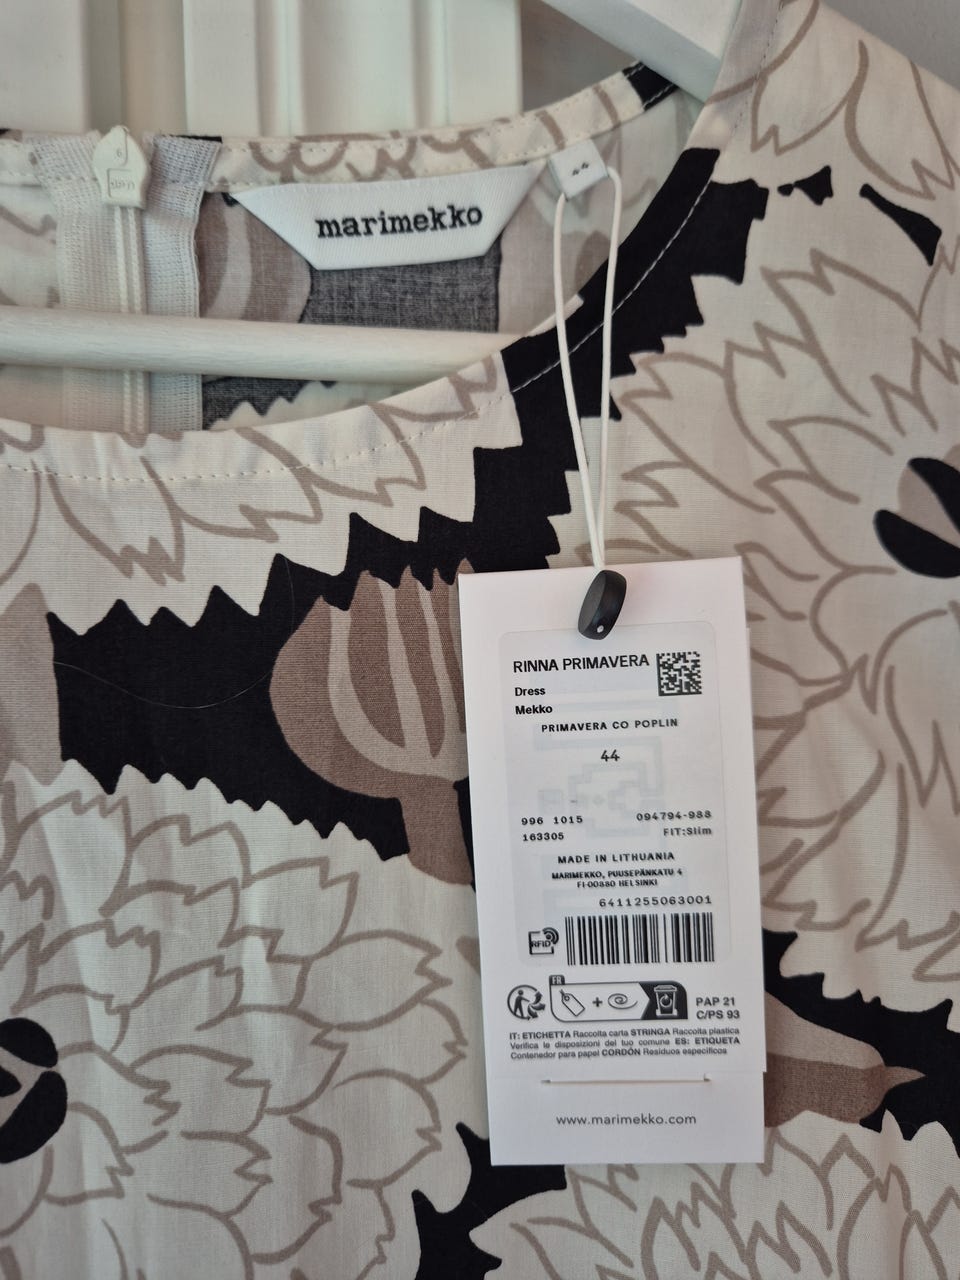 marimekko
44
RINNA PRIMAVERA
Dress
Mekko
PRIMAVERA CO POPLIN
44
996 1015 094794-988
163305 FIT:Slim
MADE IN LITHUANIA
MARIMEKKO, PUUSEPÄNKATU 4
FI-00880 HELSINKI
6411255063001
RFID
FR
+
PAP 21
C/PS 93
IT: ETICHETTA Raccolta carta STRINGA Raccolta plastica
Verifica le disposizioni del tuo comune ES: ETIQUETA
Contenedor para papel CORDÓN Residuos específicos
www.marimekko.com